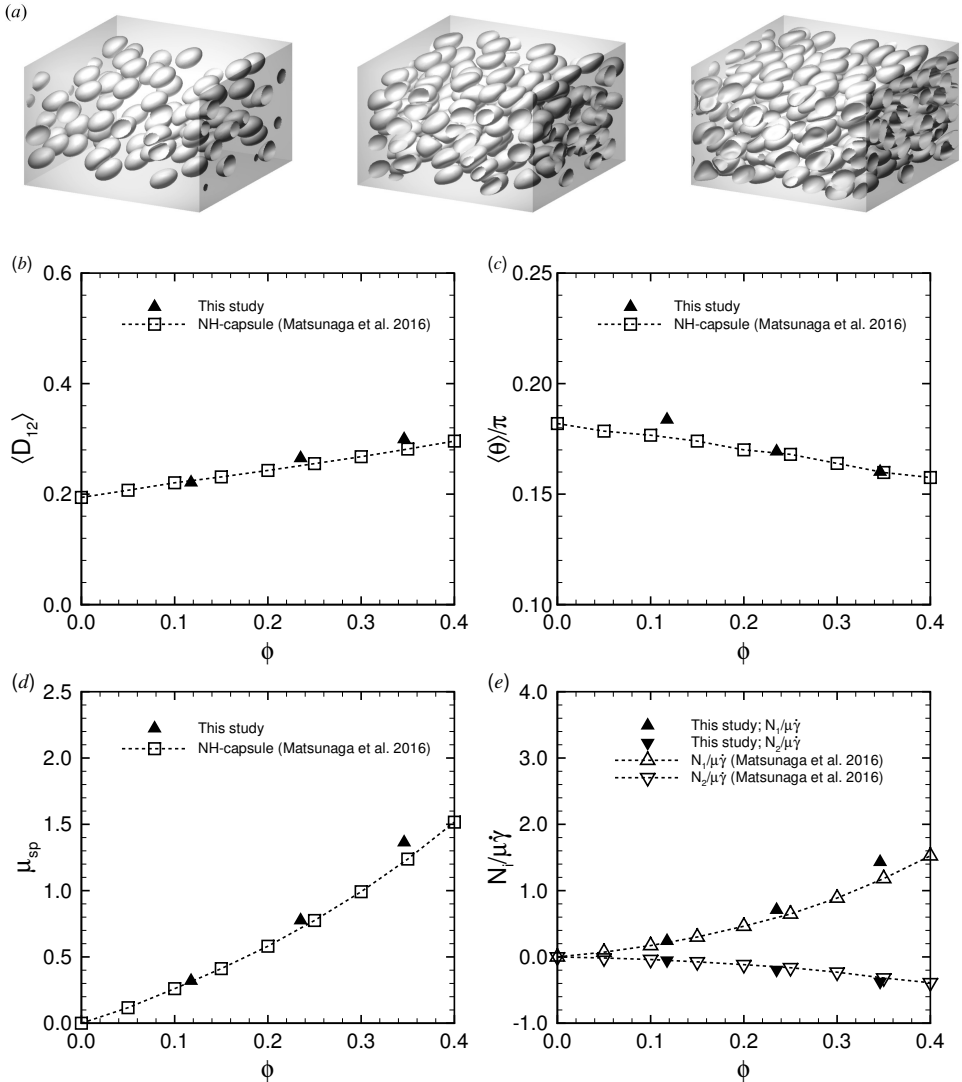 (a)
(b)
0.6
0.4
0.2
0.0
⟨D₁₂⟩
This study
NH-capsule (Matsunaga et al. 2016)
0.0 0.1 0.2 0.3 0.4
ϕ
(c)
0.25
0.20
0.15
0.10
⟨θ⟩/π
This study
NH-capsule (Matsunaga et al. 2016)
0.0 0.1 0.2 0.3 0.4
ϕ
(d)
2.5
1.5
1.0
0.5
0.0
μsp
This study
NH-capsule (Matsunaga et al. 2016)
0.0 0.1 0.2 0.3 0.4
ϕ
(e)
4.0
3.0
2.0
1.0
0.0
-1.0
Nᵢ/μγ̇
This study; N₁/μγ̇
This study; N₂/μγ̇
N₁/μγ̇ (Matsunaga et al. 2016)
N₂/μγ̇ (Matsunaga et al. 2016)
0.0 0.1 0.2 0.3 0.4
ϕ